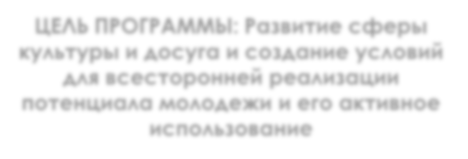 ЦЕЛЬ ПРОГРАММЫ: Развитие сферы
культуры и досуга и создание условий
для всесторонней реализации
потенциала молодежи и его активное
использование